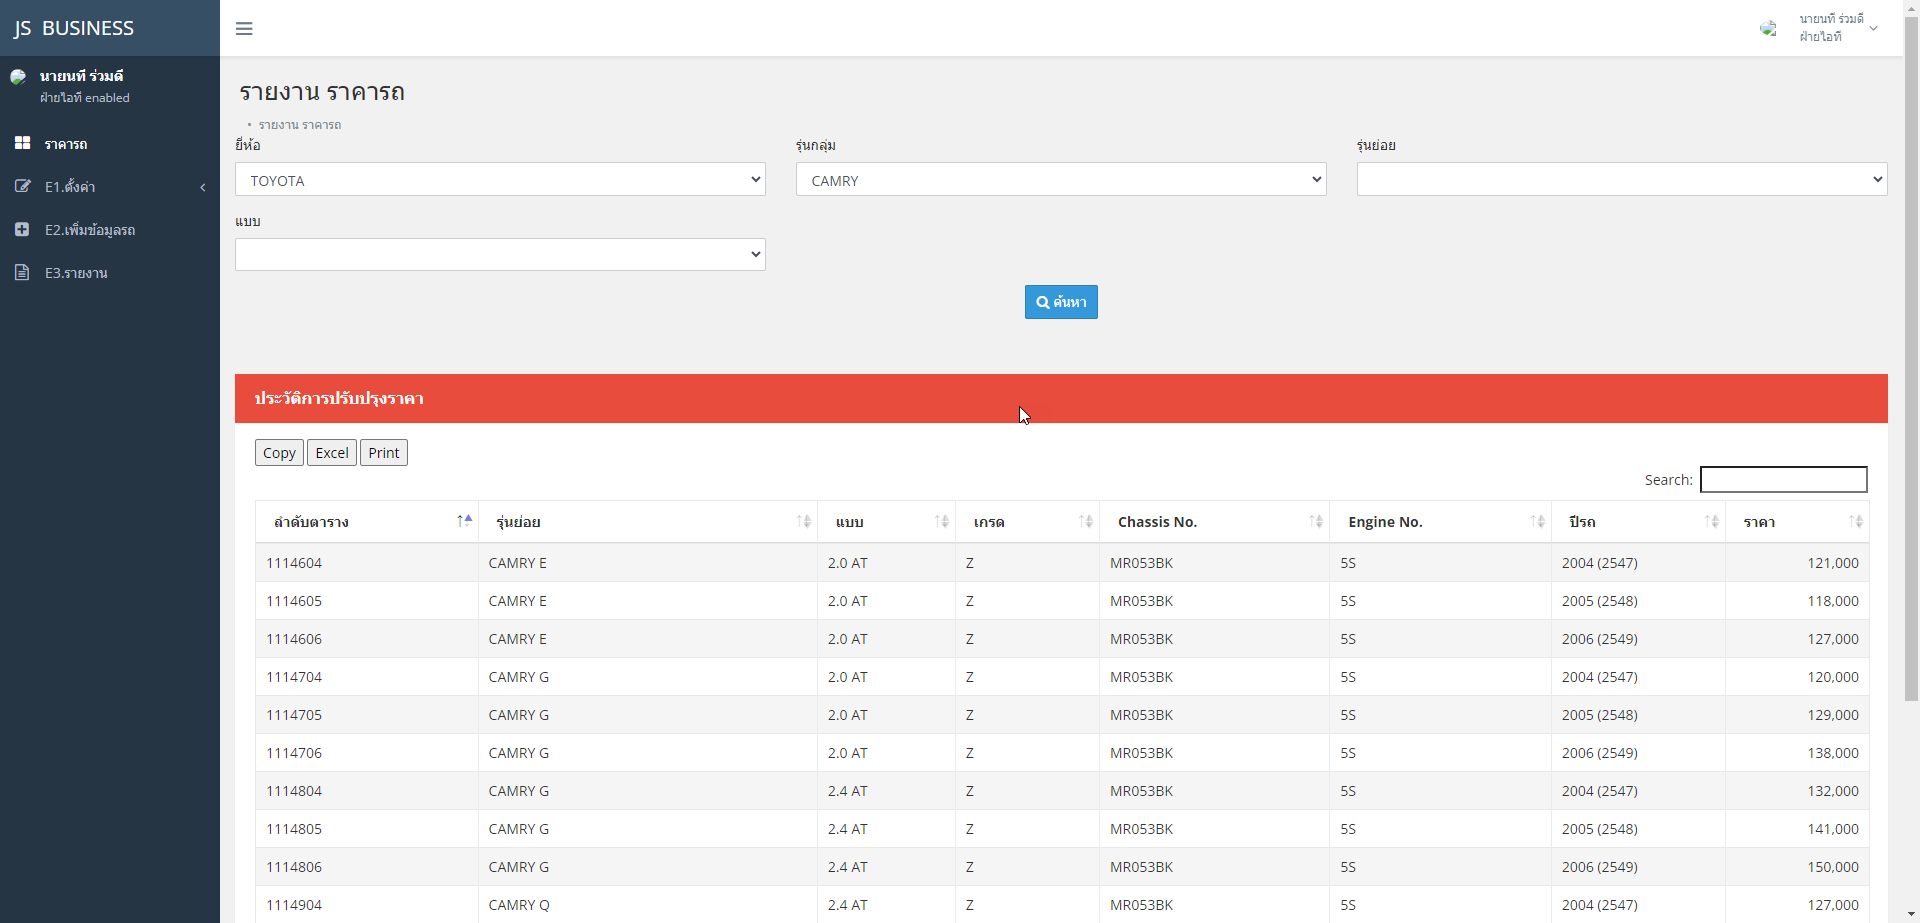 JS BUSINESS
นายนที ร่วมดี
ฝ่ายไอที
นายนที ร่วมดี
ฝ่ายไอที enabled
ราคารถ
E1.ตั้งค่า
E2.เพิ่มข้อมูลรถ
E3.รายงาน
รายงาน ราคารถ
• รายงาน ราคารถ
ยี่ห้อ รุ่นกลุ่ม รุ่นย่อย
TOYOTA CAMRY
แบบ
ค้นหา
ประวัติการปรับปรุงราคา
Copy Excel Print
Search:
ลำดับตาราง รุ่นย่อย แบบ เกรด Chassis No. Engine No. ปีรถ ราคา
1114604 CAMRY E 2.0 AT Z MR053BK 5S 2004 (2547) 121,000
1114605 CAMRY E 2.0 AT Z MR053BK 5S 2005 (2548) 118,000
1114606 CAMRY E 2.0 AT Z MR053BK 5S 2006 (2549) 127,000
1114704 CAMRY G 2.0 AT Z MR053BK 5S 2004 (2547) 120,000
1114705 CAMRY G 2.0 AT Z MR053BK 5S 2005 (2548) 129,000
1114706 CAMRY G 2.0 AT Z MR053BK 5S 2006 (2549) 138,000
1114804 CAMRY G 2.4 AT Z MR053BK 5S 2004 (2547) 132,000
1114805 CAMRY G 2.4 AT Z MR053BK 5S 2005 (2548) 141,000
1114806 CAMRY G 2.4 AT Z MR053BK 5S 2006 (2549) 150,000
1114904 CAMRY Q 2.4 AT Z MR053BK 5S 2004 (2547) 127,000